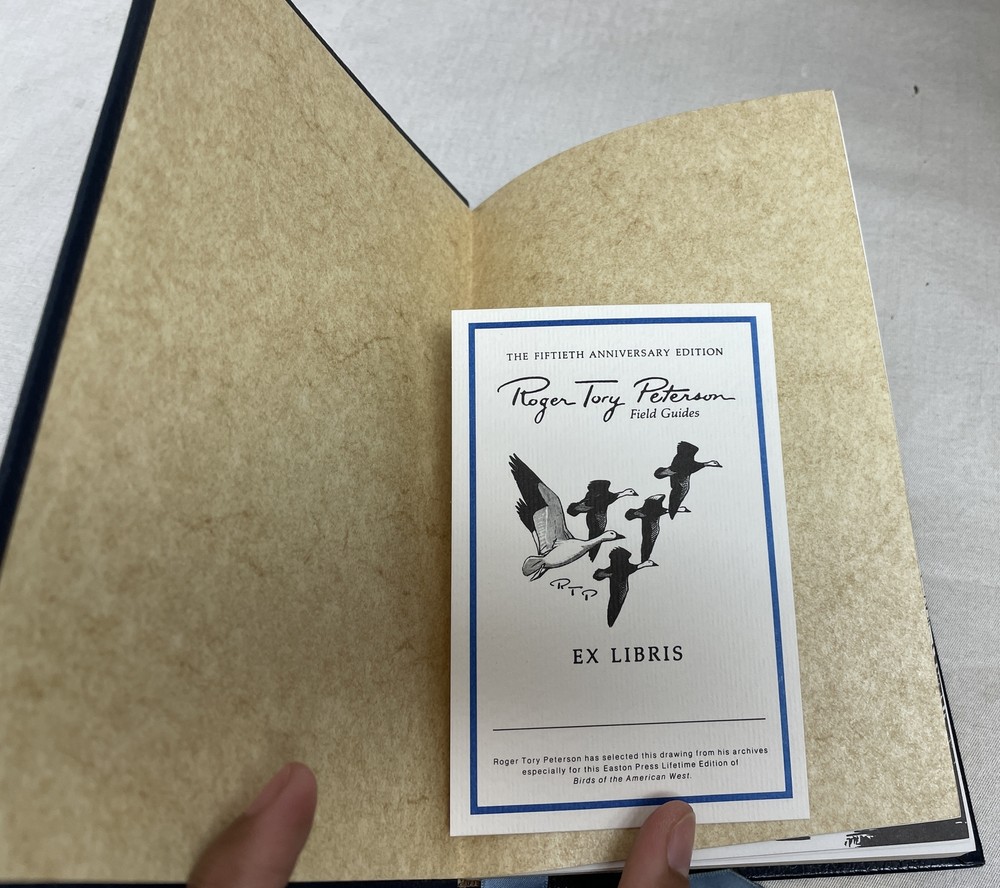 THE FIFTIETH ANNIVERSARY EDITION
Roger Tory Peterson
Field Guides
RTP
EX LIBRIS
Roger Tory Peterson has selected this drawing from his archives
especially for this Easton Press Lifetime Edition of
Birds of the American West.